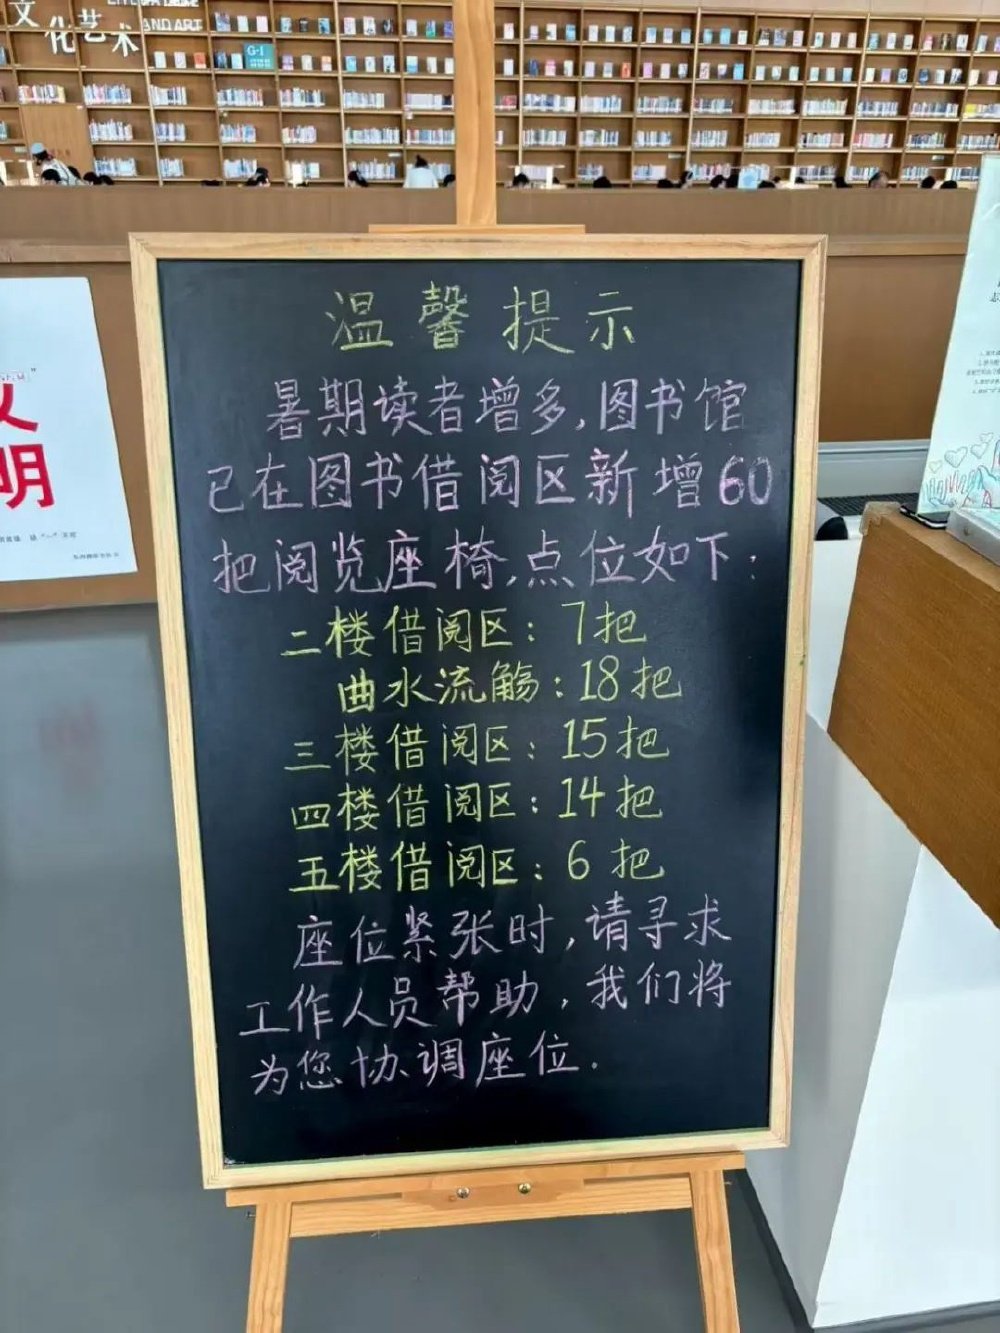 文化艺术
AND ART
G-I
温馨提示
暑期读者增多,图书馆
已在图书借阅区新增60
把阅览座椅,点位如下:
二楼借阅区:7把
曲水流觞:18把
三楼借阅区:15把
四楼借阅区:14把
五楼借阅区:6把
座位紧张时,请寻求
工作人员帮助,我们将
为您协调座位.
明